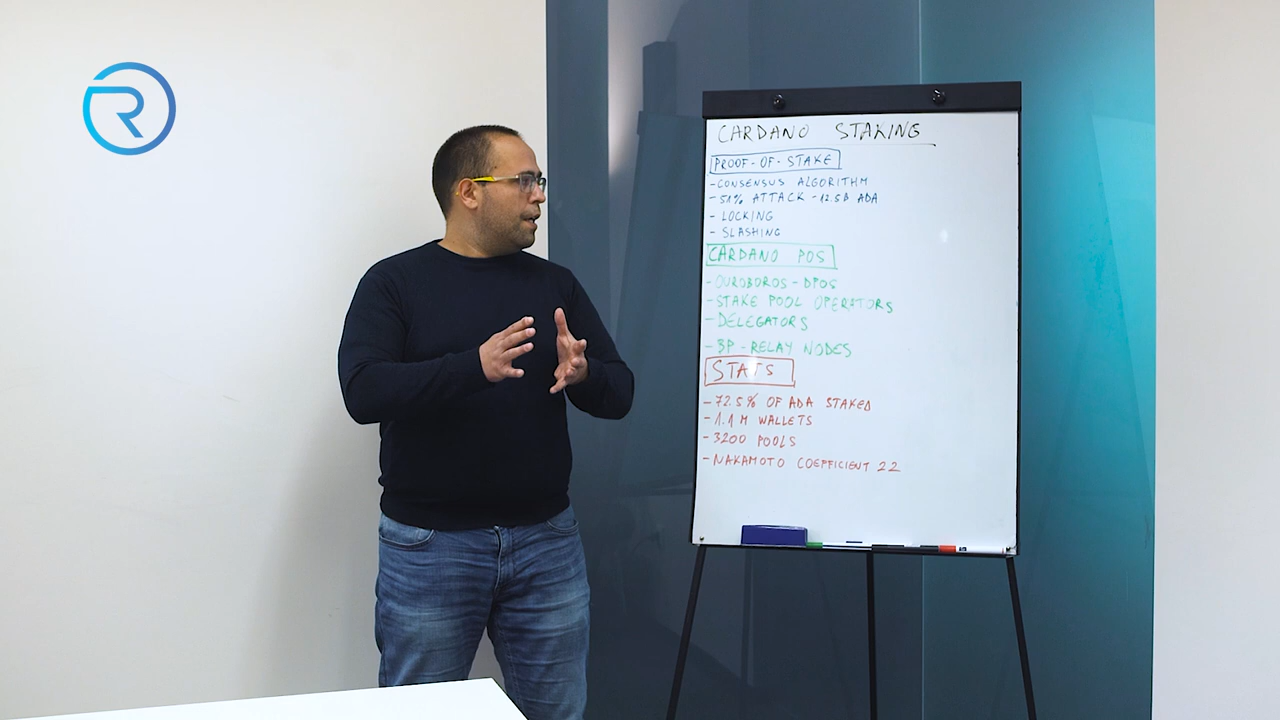 R
CARDANO STAKING
PROOF-OF-STAKE
- CONSENSUS ALGORITHM
- 51% ATTACK - 12.5B ADA
- LOCKING
- SLASHING
CARDANO POS
- OUROBOROS - DPOS
- STAKE POOL OPERATORS
- DELEGATORS
- BP - RELAY NODES
STATS
- 72.5% OF ADA STAKED
- 1.1 M WALLETS
- 3200 POOLS
- NAKAMOTO COEFFICIENT 22